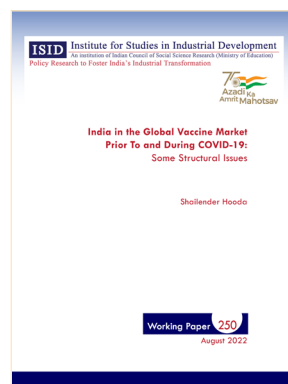 ISID Institute for Studies in Industrial Development
An institution of Indian Council of Social Science Research (Ministry of Education)
Policy Research to Foster India's Industrial Transformation
Azadi Ka
Amrit Mahotsav
India in the Global Vaccine Market
Prior To and During COVID-19:
Some Structural Issues
Shailender Hooda
Working Paper 250
August 2022